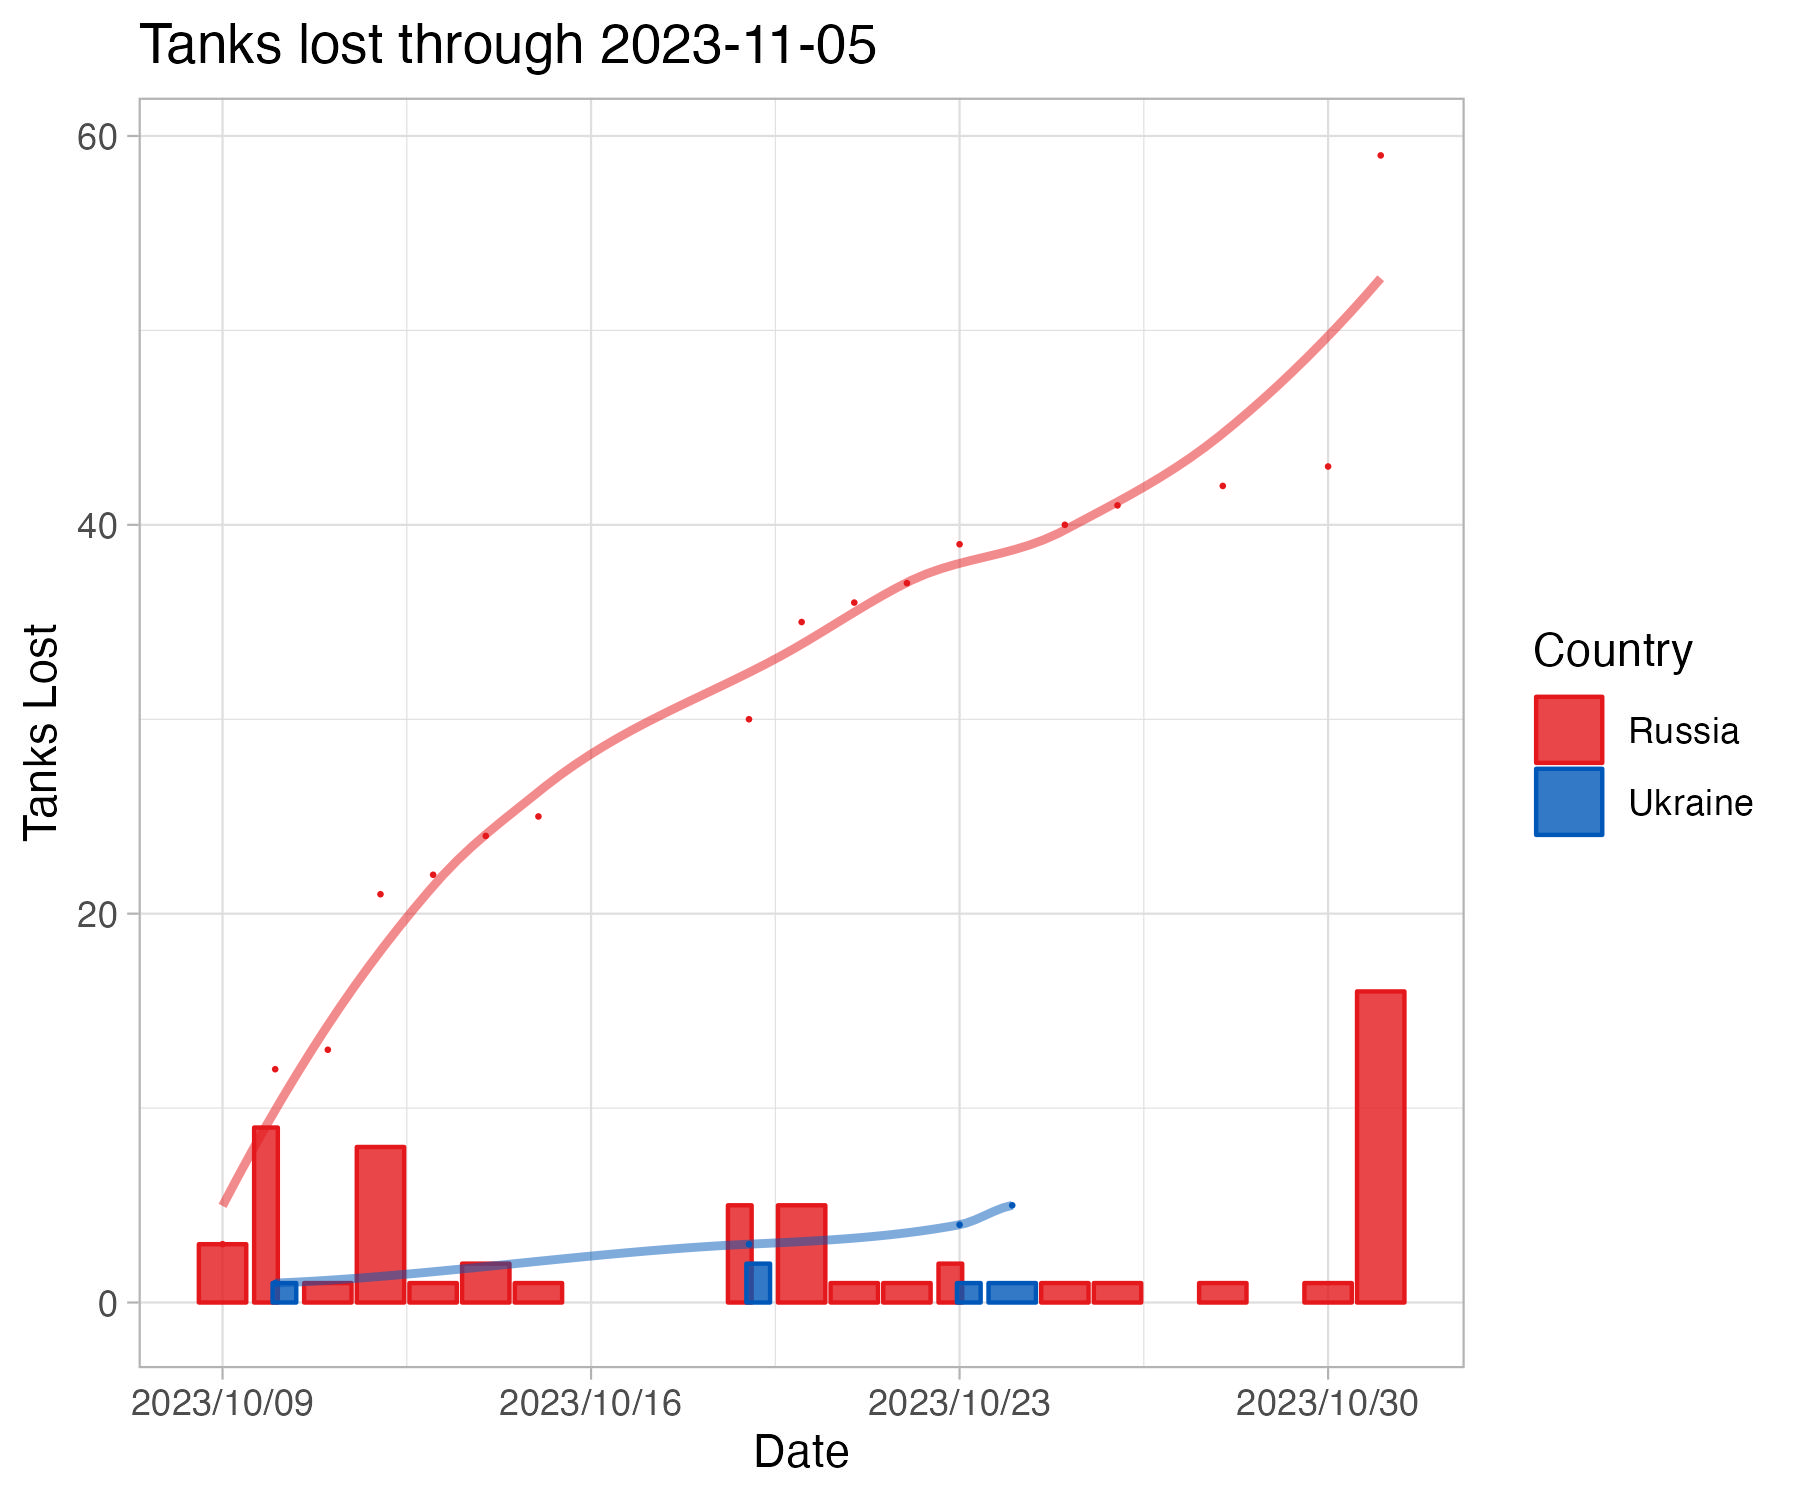 Tanks lost through 2023-11-05
Tanks Lost
60
40
20
0
2023/10/09
2023/10/16
2023/10/23
2023/10/30
Date
Country
Russia
Ukraine